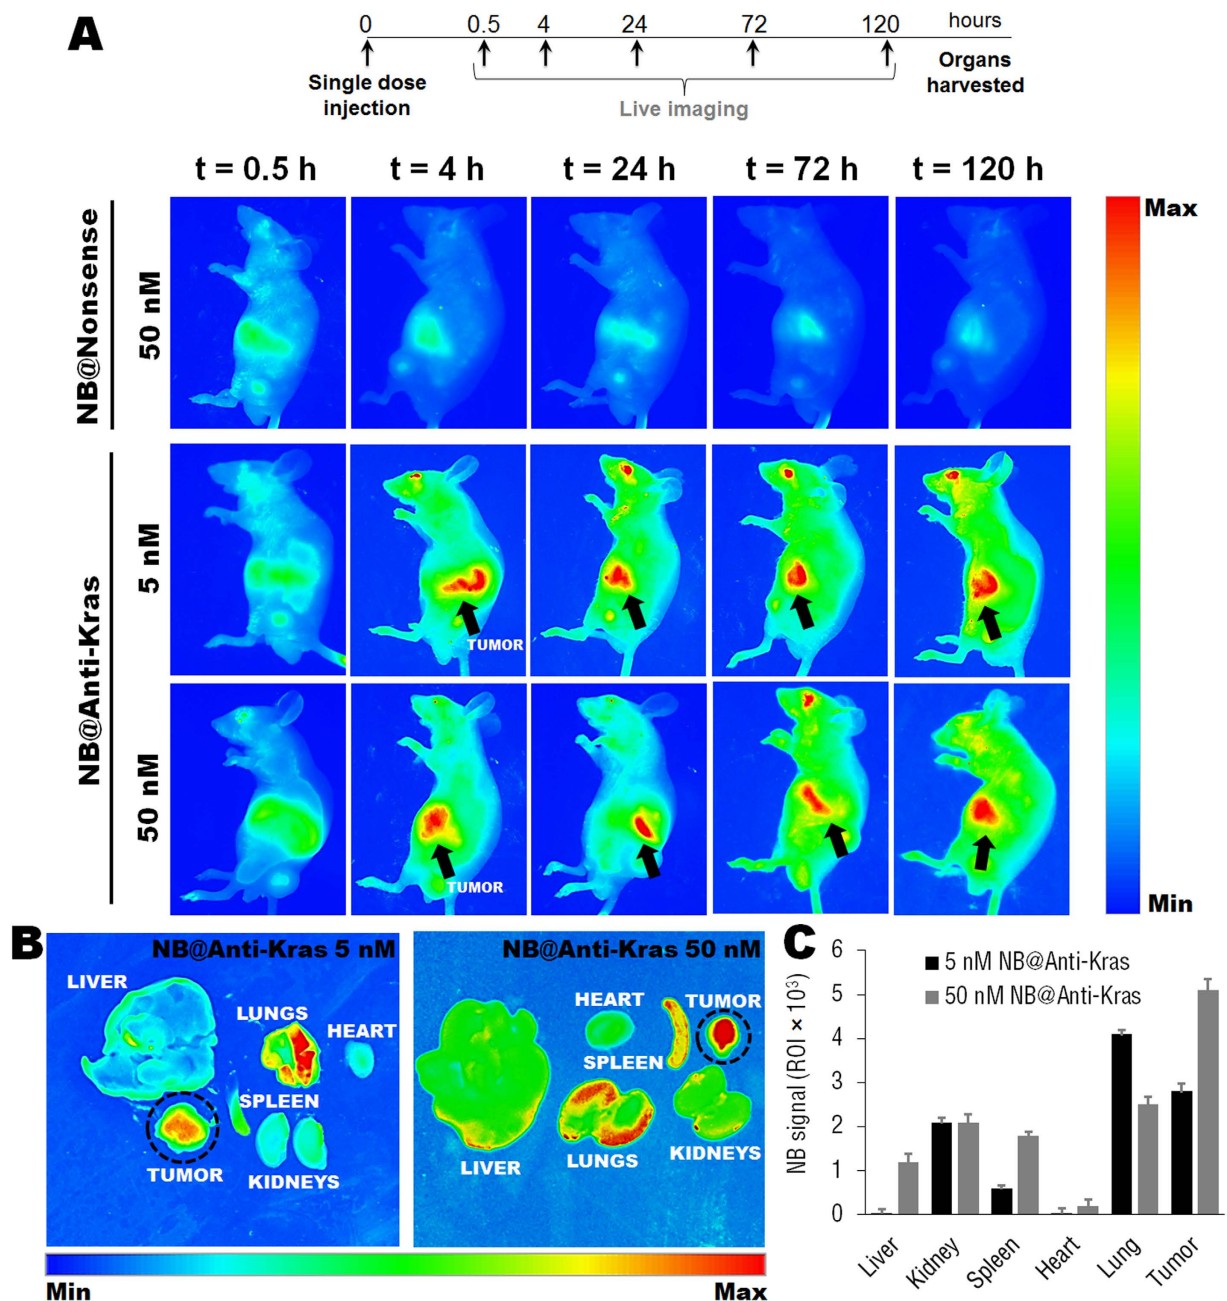 A
0 0.5 4 24 72 120 hours
Single dose
injection
Live imaging
Organs
harvested
t = 0.5 h t = 4 h t = 24 h t = 72 h t = 120 h
NB@Nonsense
50 nM
Max
NB@Anti-Kras
5 nM
TUMOR
50 nM
TUMOR
Min
B
NB@Anti-Kras 5 nM
LIVER
LUNGS
HEART
SPLEEN
TUMOR
KIDNEYS
NB@Anti-Kras 50 nM
HEART
TUMOR
SPLEEN
LIVER
LUNGS
KIDNEYS
Min Max
C
NB signal (ROI × 10³)
6
5
4
3
2
1
0
5 nM NB@Anti-Kras
50 nM NB@Anti-Kras
Liver Kidney Spleen Heart Lung Tumor